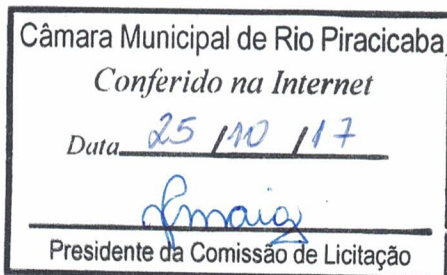 Câmara Municipal de Rio Piracicaba
Conferido na Internet
Data 25 / 10 / 17
Presidente da Comissão de Licitação